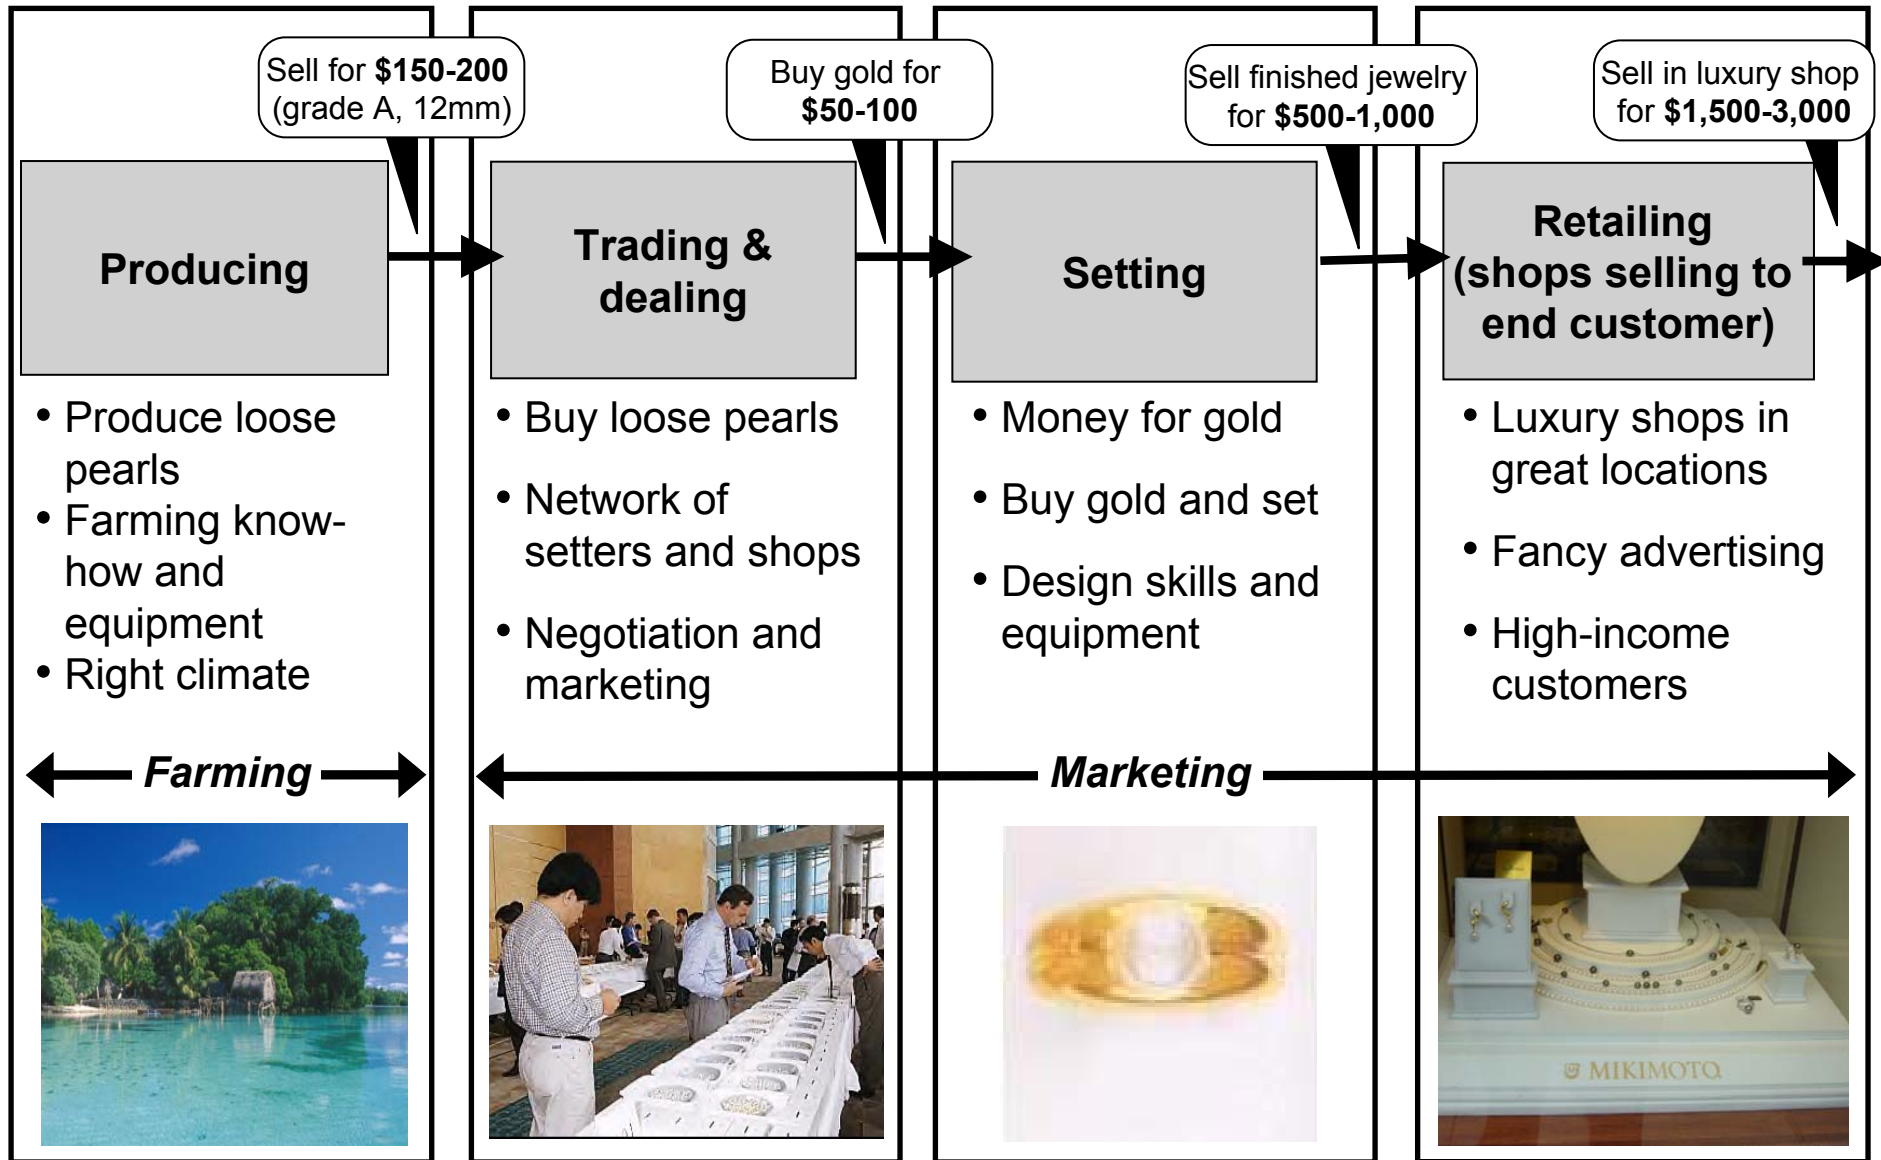 Sell for $150-200
(grade A, 12mm)
Buy gold for
$50-100
Sell finished jewelry
for $500-1,000
Sell in luxury shop
for $1,500-3,000
Producing
Trading &
dealing
Setting
Retailing
(shops selling to
end customer)
• Produce loose
pearls
• Farming know-
how and
equipment
• Right climate
• Buy loose pearls
• Network of
setters and shops
• Negotiation and
marketing
• Money for gold
• Buy gold and set
• Design skills and
equipment
• Luxury shops in
great locations
• Fancy advertising
• High-income
customers
Farming
Marketing
MIKIMOTO